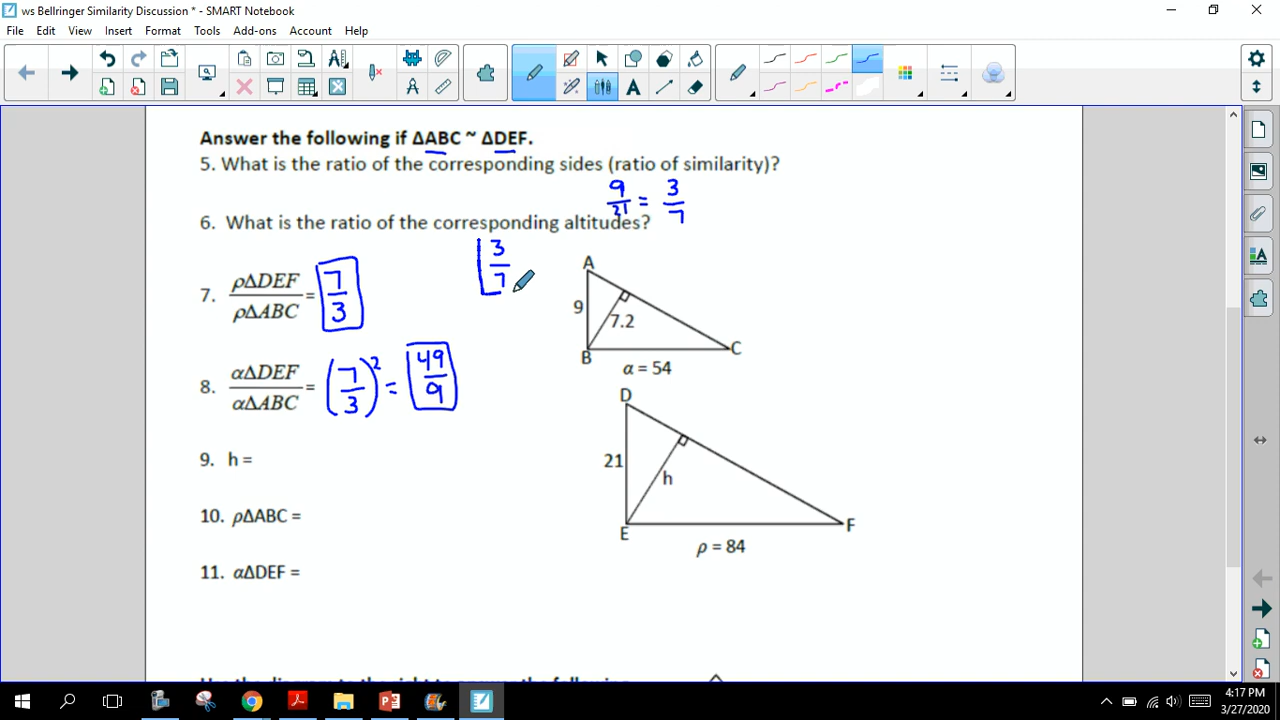 ws Bellringer Similarity Discussion * - SMART Notebook
File Edit View Insert Format Tools Add-ons Account Help
Answer the following if ΔABC ~ ΔDEF.
5. What is the ratio of the corresponding sides (ratio of similarity)?
9/21 = 3/7
6. What is the ratio of the corresponding altitudes?
3/7
7. ρΔDEF/ρΔABC = 7/3
8. αΔDEF/αΔABC = (7/3)² = 49/9
A
9
7.2
B
C
α = 54
D
21
h
E
F
ρ = 84
9. h =
10. ρΔABC =
11. αΔDEF =
4:17 PM
3/27/2020